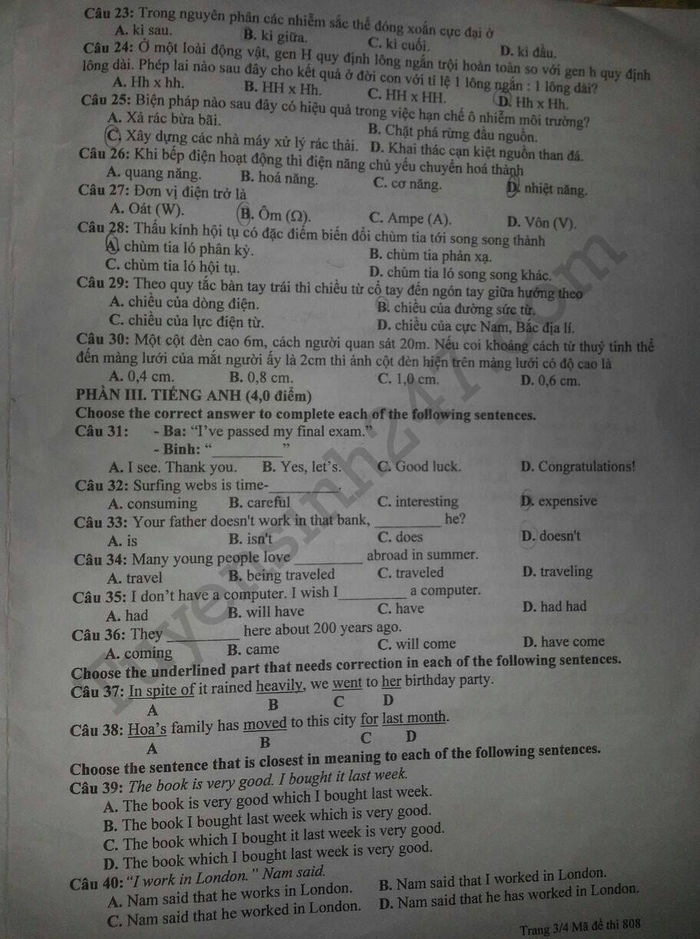 Câu 23: Trong nguyên phân các nhiễm sắc thể đóng xoắn cực đại ở
A. kì sau. B. kì giữa. C. kì cuối. D. kì đầu.
Câu 24: Ở một loài động vật, gen H quy định lông ngắn trội hoàn toàn so với gen h quy định
lông dài. Phép lai nào sau đây cho kết quả ở đời con với tỉ lệ 1 lông ngắn : 1 lông dài?
A. Hh x hh. B. HH x Hh. C. HH x HH. D. Hh x Hh.
Câu 25: Biện pháp nào sau đây có hiệu quả trong việc hạn chế ô nhiễm môi trường?
A. Xả rác bừa bãi. B. Chặt phá rừng đầu nguồn.
C. Xây dựng các nhà máy xử lý rác thải. D. Khai thác cạn kiệt nguồn than đá.
Câu 26: Khi bếp điện hoạt động thì điện năng chủ yếu chuyển hoá thành
A. quang năng. B. hoá năng. C. cơ năng. D. nhiệt năng.
Câu 27: Đơn vị điện trở là
A. Oát (W). B. Ôm (Ω). C. Ampe (A). D. Vôn (V).
Câu 28: Thấu kính hội tụ có đặc điểm biến đổi chùm tia tới song song thành
A. chùm tia ló phân kỳ. B. chùm tia phản xạ.
C. chùm tia ló hội tụ. D. chùm tia ló song song khác.
Câu 29: Theo quy tắc bàn tay trái thì chiều từ cổ tay đến ngón tay giữa hướng theo
A. chiều của dòng điện. B. chiều của đường sức từ.
C. chiều của lực điện từ. D. chiều của cực Nam, Bắc địa lí.
Câu 30: Một cột đèn cao 6m, cách người quan sát 20m. Nếu coi khoảng cách từ thuỷ tinh thể
đến màng lưới của mắt người ấy là 2cm thì ảnh cột đèn hiện trên màng lưới có độ cao là
A. 0,4 cm. B. 0,8 cm. C. 1,0 cm. D. 0,6 cm.
PHẦN III. TIẾNG ANH (4,0 điểm)
Choose the correct answer to complete each of the following sentences.
Câu 31: - Ba: “I’ve passed my final exam.”
- Bình: “__________”
A. I see. Thank you. B. Yes, let’s. C. Good luck. D. Congratulations!
Câu 32: Surfing webs is time-__________.
A. consuming B. careful C. interesting D. expensive
Câu 33: Your father doesn't work in that bank, _________ he?
A. is B. isn't C. does D. doesn't
Câu 34: Many young people love _________ abroad in summer.
A. travel B. being traveled C. traveled D. traveling
Câu 35: I don’t have a computer. I wish I_________ a computer.
A. had B. will have C. have D. had had
Câu 36: They __________ here about 200 years ago.
A. coming B. came C. will come D. have come
Choose the underlined part that needs correction in each of the following sentences.
Câu 37: In spite of it rained heavily, we went to her birthday party.
A B C D
Câu 38: Hoa’s family has moved to this city for last month.
A B C D
Choose the sentence that is closest in meaning to each of the following sentences.
Câu 39: The book is very good. I bought it last week.
A. The book is very good which I bought last week.
B. The book I bought last week which is very good.
C. The book which I bought it last week is very good.
D. The book which I bought last week is very good.
Câu 40: “I work in London.” Nam said.
A. Nam said that he works in London. B. Nam said that I worked in London.
C. Nam said that he worked in London. D. Nam said that he has worked in London.
Trang 3/4 Mã đề thi 808
Tuyensinh247.com